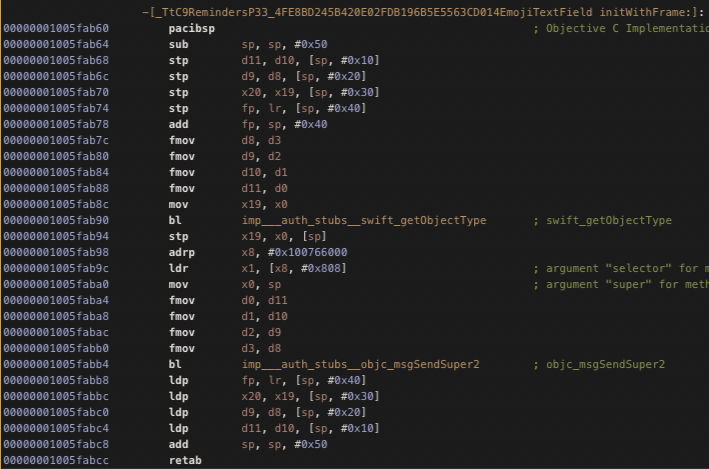 -[_TtC9RemindersP33_4FE8BD245B420E02FDB196B5E5563CD014EmojiTextField initWithFrame:]:
00000001005fab60 pacibsp ; Objective C Implementatio
00000001005fab64 sub sp, sp, #0x50
00000001005fab68 stp d11, d10, [sp, #0x10]
00000001005fab6c stp d9, d8, [sp, #0x20]
00000001005fab70 stp x20, x19, [sp, #0x30]
00000001005fab74 stp fp, lr, [sp, #0x40]
00000001005fab78 add fp, sp, #0x40
00000001005fab7c fmov d8, d3
00000001005fab80 fmov d9, d2
00000001005fab84 fmov d10, d1
00000001005fab88 fmov d11, d0
00000001005fab8c mov x19, x0
00000001005fab90 bl imp___auth_stubs__swift_getObjectType ; swift_getObjectType
00000001005fab94 stp x19, x0, [sp]
00000001005fab98 adrp x8, #0x100766000
00000001005fab9c ldr x1, [x8, #0x808] ; argument "selector" for m
00000001005faba0 mov x0, sp ; argument "super" for meth
00000001005faba4 fmov d0, d11
00000001005faba8 fmov d1, d10
00000001005fabac fmov d2, d9
00000001005fabb0 fmov d3, d8
00000001005fabb4 bl imp___auth_stubs__objc_msgSendSuper2 ; objc_msgSendSuper2
00000001005fabb8 ldp fp, lr, [sp, #0x40]
00000001005fabbc ldp x20, x19, [sp, #0x30]
00000001005fabc0 ldp d9, d8, [sp, #0x20]
00000001005fabc4 ldp d11, d10, [sp, #0x10]
00000001005fabc8 add sp, sp, #0x50
00000001005fabcc retab